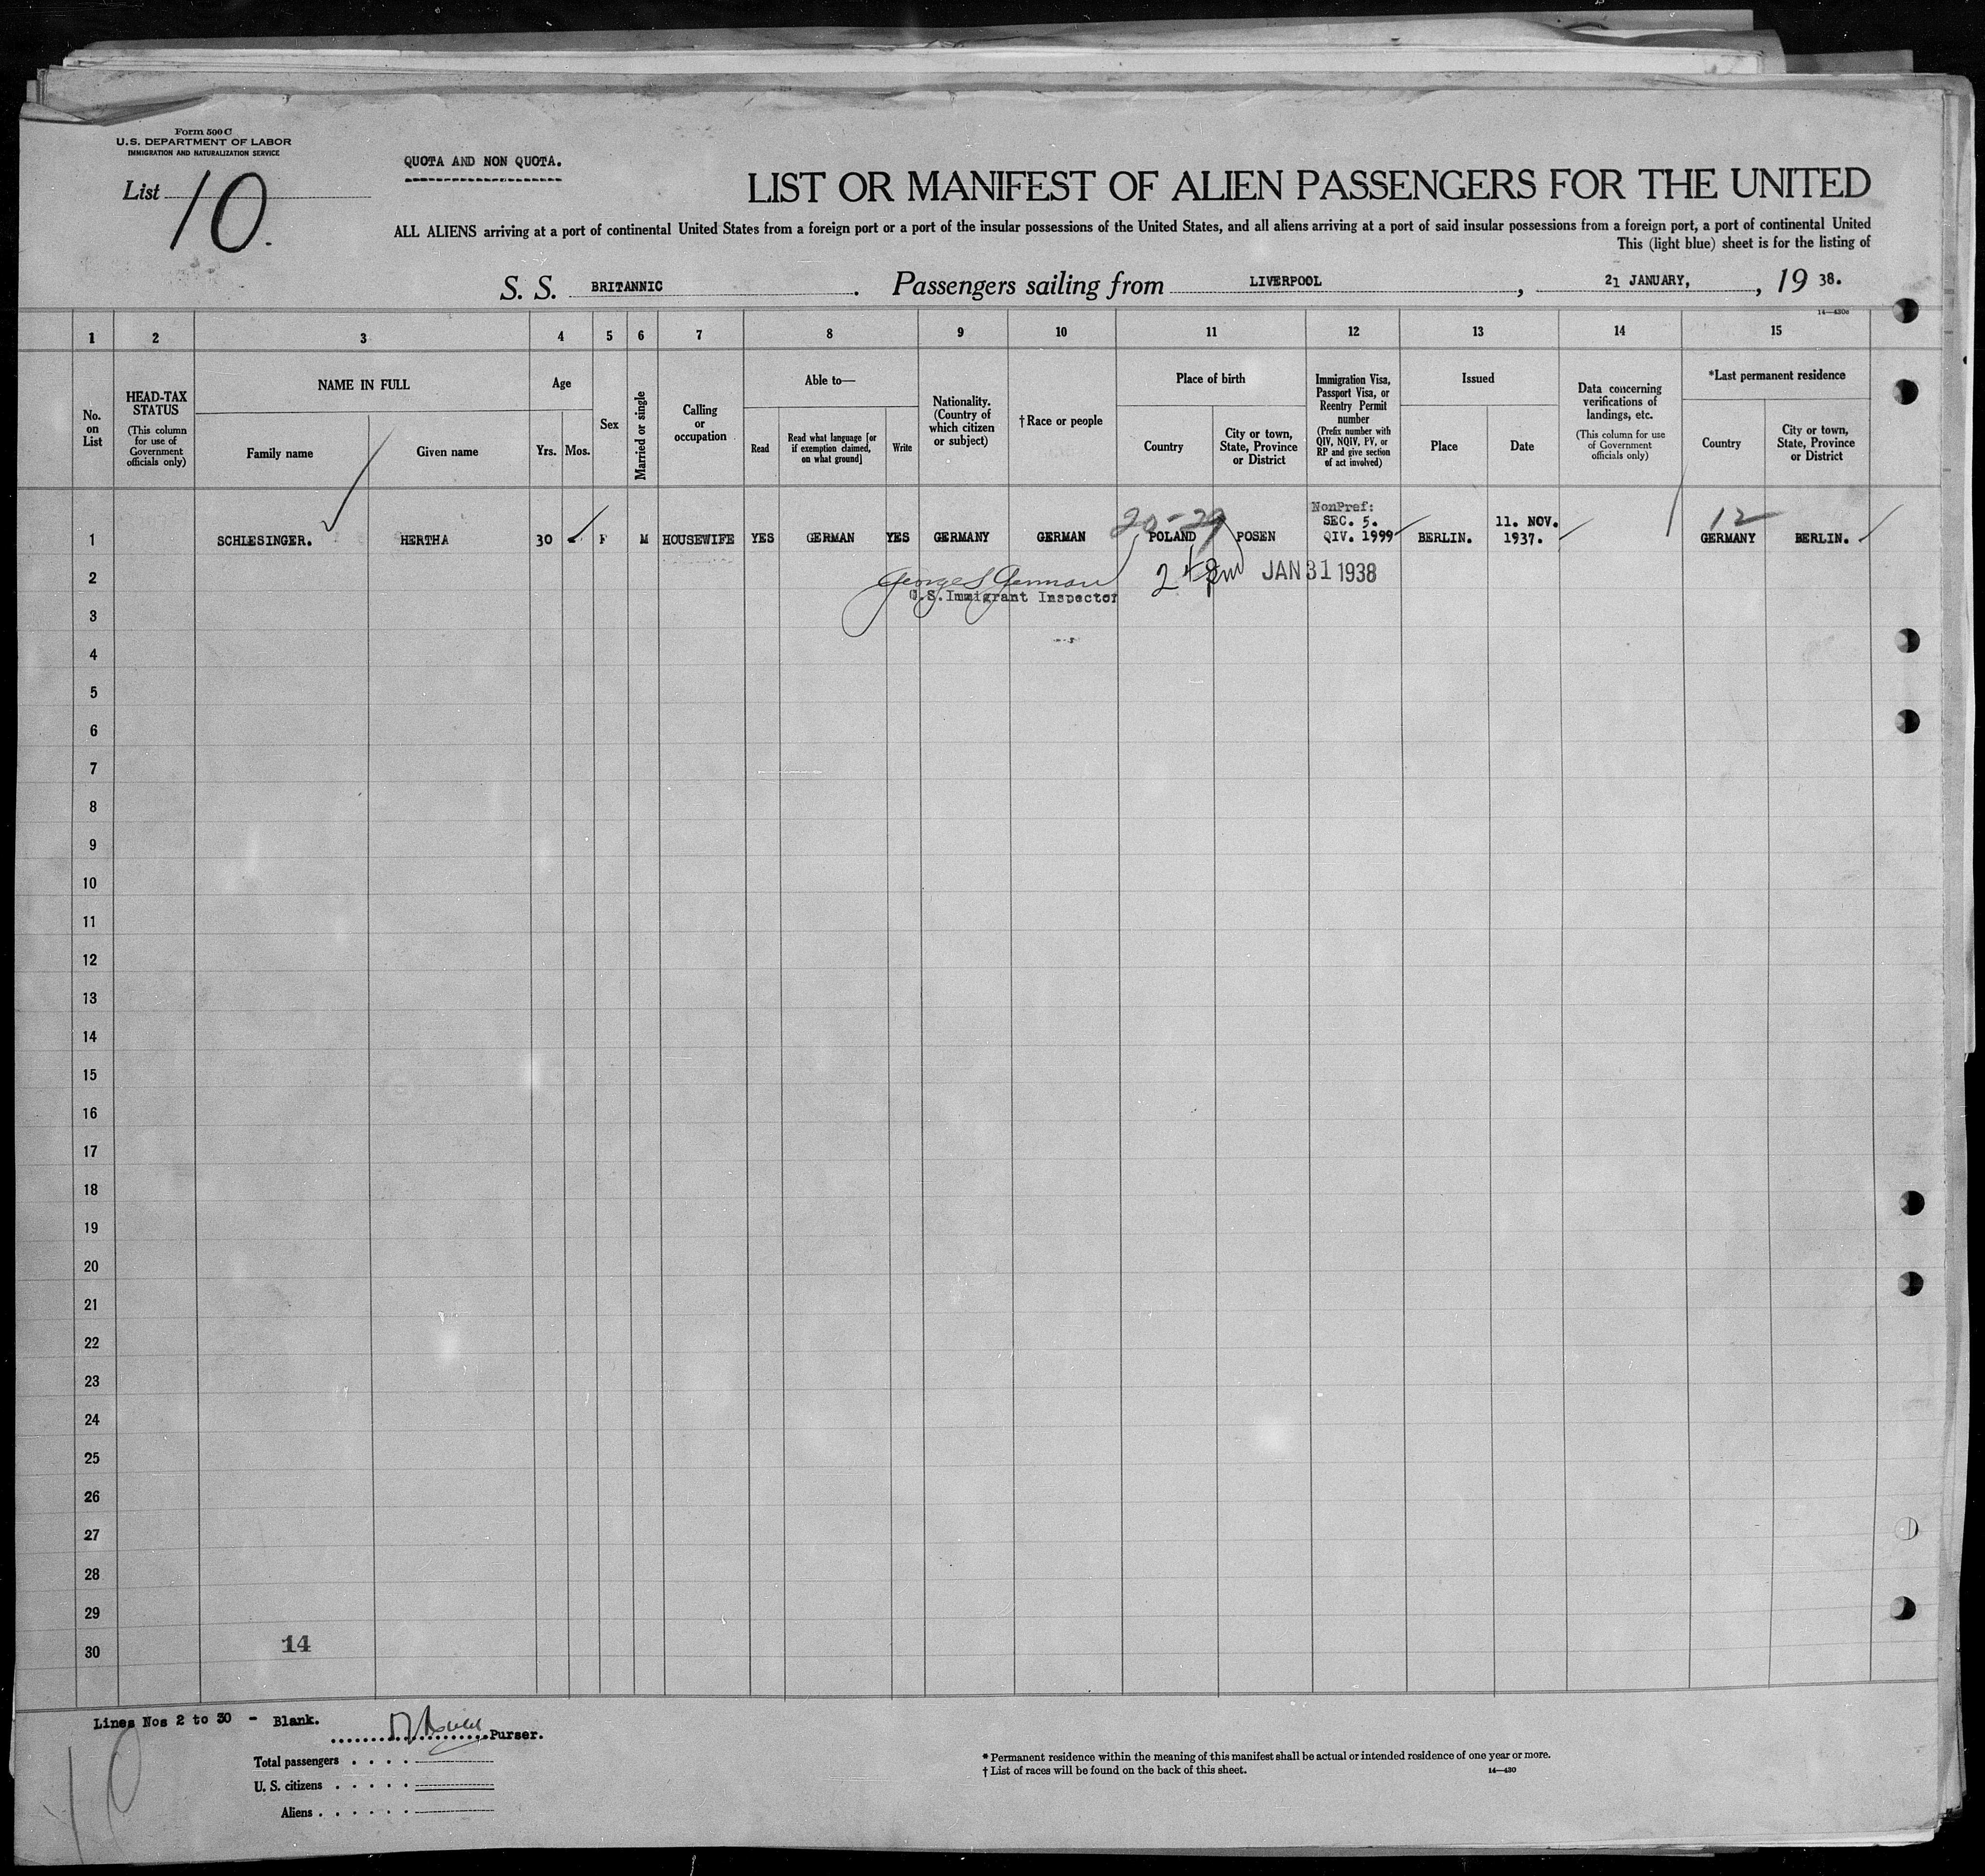 Form 500 C
U.S. DEPARTMENT OF LABOR
IMMIGRATION AND NATURALIZATION SERVICE
List 10.
QUOTA AND NON QUOTA.
LIST OR MANIFEST OF ALIEN PASSENGERS FOR THE UNITED
ALL ALIENS arriving at a port of continental United States from a foreign port or a port of the insular possessions of the United States, and all aliens arriving at a port of said insular possessions from a foreign port, a port of continental United
This (light blue) sheet is for the listing of
S. S. BRITANNIC. Passengers sailing from LIVERPOOL, 21 JANUARY, , 19 38.
14—430c
1 2 3 4 5 6 7 8 9 10 11 12 13 14 15
No. on List
HEAD-TAX STATUS
(This column for use of Government officials only)
NAME IN FULL
Family name
Given name
Age
Yrs.
Mos.
Sex
Married or single
Calling or occupation
Able to—
Read
Read what language [or if exemption claimed, on what ground]
Write
Nationality. (Country of which citizen or subject)
† Race or people
Place of birth
Country
City or town, State, Province or District
Immigration Visa, Passport Visa, or Reentry Permit number
(Prefix number with QIV, NQIV, PV, or RP and give section of act involved)
Issued
Place
Date
Data concerning verifications of landings, etc.
(This column for use of Government officials only)
*Last permanent residence
Country
City or town, State, Province or District
20-29
NonPref:
SEC. 5.
11. NOV.
12
1 SCHLESINGER. HERTHA 30 F M HOUSEWIFE YES GERMAN YES GERMANY GERMAN POLAND POSEN QIV. 1999 BERLIN. 1937. GERMANY BERLIN.
2 JAN 31 1938
U.S. Immigrant Inspector
3
4
5
6
7
8
9
10
11
12
13
14
15
16
17
18
19
20
21
22
23
24
25
26
27
28
29
30 14
Lines Nos 2 to 30 - Blank.
Purser.
Total passengers
U. S. citizens
Aliens
10
* Permanent residence within the meaning of this manifest shall be actual or intended residence of one year or more.
† List of races will be found on the back of this sheet.
14—430